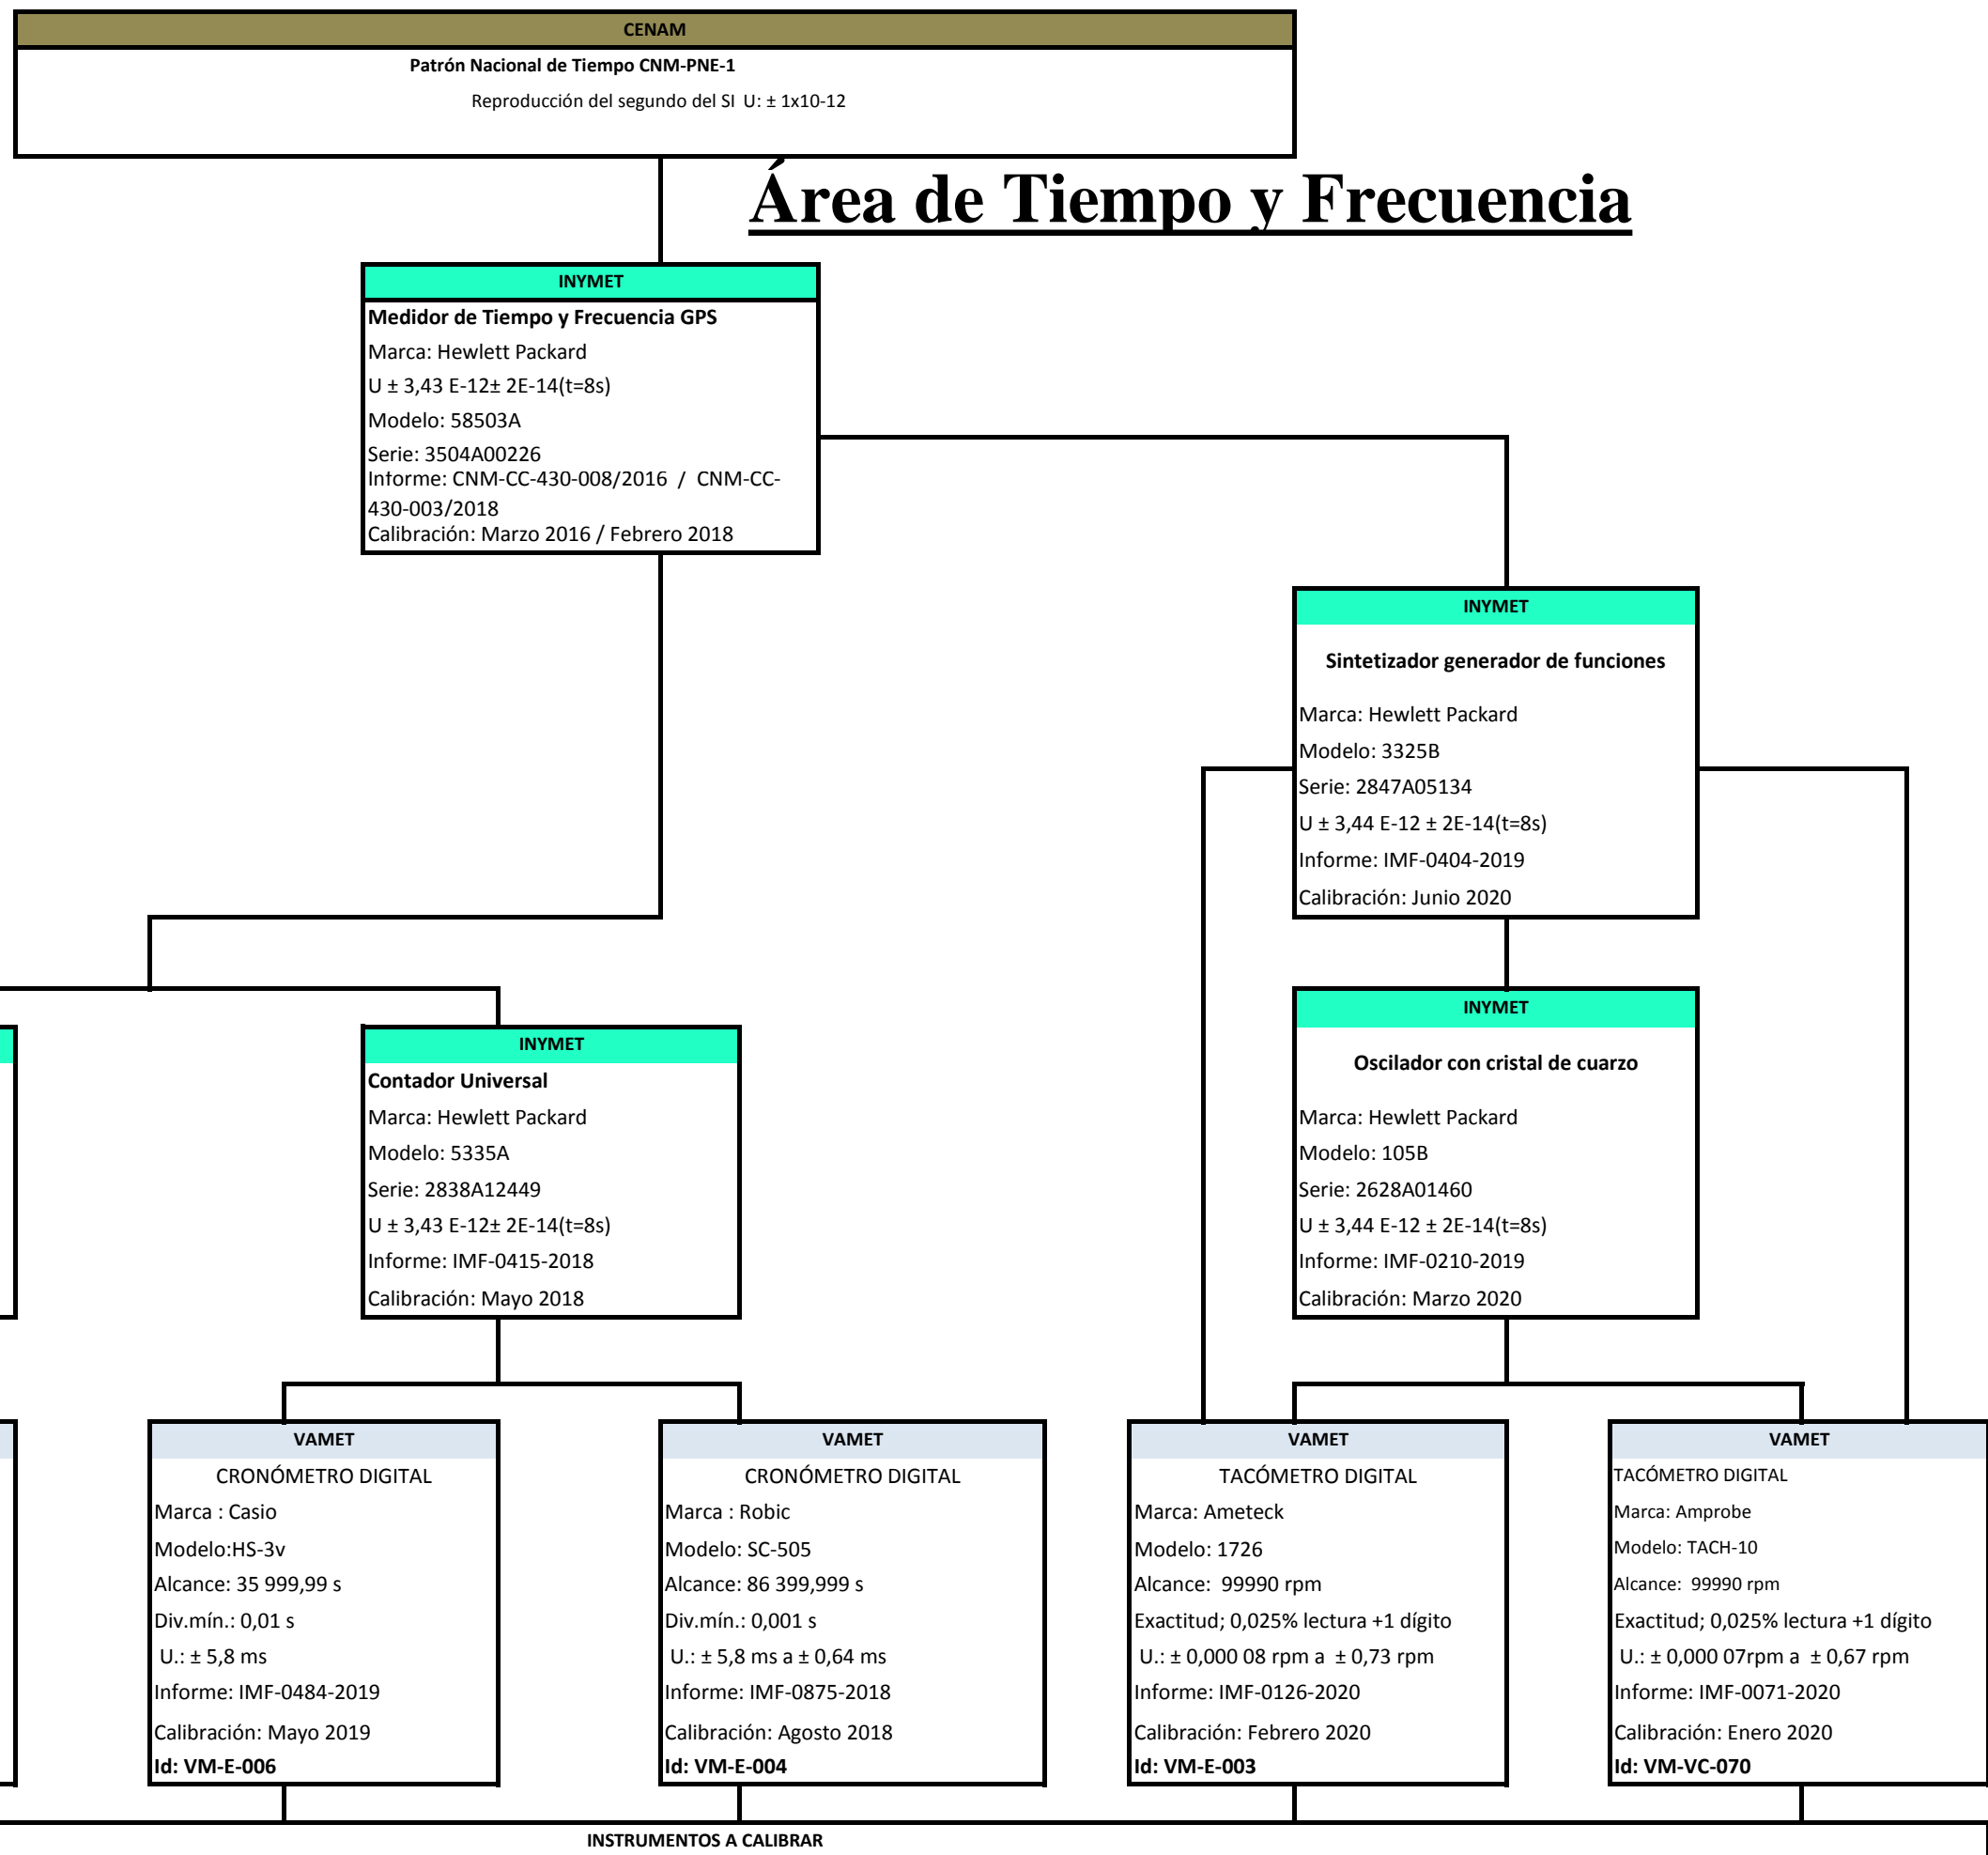 CENAM
Patrón Nacional de Tiempo CNM-PNE-1
Reproducción del segundo del SI U: ± 1x10-12
Área de Tiempo y Frecuencia
INYMET
Medidor de Tiempo y Frecuencia GPS
Marca: Hewlett Packard
U ± 3,43 E-12± 2E-14(t=8s)
Modelo: 58503A
Serie: 3504A00226
Informe: CNM-CC-430-008/2016 / CNM-CC-
430-003/2018
Calibración: Marzo 2016 / Febrero 2018
INYMET
Sintetizador generador de funciones
Marca: Hewlett Packard
Modelo: 3325B
Serie: 2847A05134
U ± 3,44 E-12 ± 2E-14(t=8s)
Informe: IMF-0404-2019
Calibración: Junio 2020
INYMET
Contador Universal
Marca: Hewlett Packard
Modelo: 5335A
Serie: 2838A12449
U ± 3,43 E-12± 2E-14(t=8s)
Informe: IMF-0415-2018
Calibración: Mayo 2018
INYMET
Oscilador con cristal de cuarzo
Marca: Hewlett Packard
Modelo: 105B
Serie: 2628A01460
U ± 3,44 E-12 ± 2E-14(t=8s)
Informe: IMF-0210-2019
Calibración: Marzo 2020
VAMET
CRONÓMETRO DIGITAL
Marca : Casio
Modelo:HS-3v
Alcance: 35 999,99 s
Div.mín.: 0,01 s
U.: ± 5,8 ms
Informe: IMF-0484-2019
Calibración: Mayo 2019
Id: VM-E-006
VAMET
CRONÓMETRO DIGITAL
Marca : Robic
Modelo: SC-505
Alcance: 86 399,999 s
Div.mín.: 0,001 s
U.: ± 5,8 ms a ± 0,64 ms
Informe: IMF-0875-2018
Calibración: Agosto 2018
Id: VM-E-004
VAMET
TACÓMETRO DIGITAL
Marca: Ameteck
Modelo: 1726
Alcance: 99990 rpm
Exactitud; 0,025% lectura +1 dígito
U.: ± 0,000 08 rpm a ± 0,73 rpm
Informe: IMF-0126-2020
Calibración: Febrero 2020
Id: VM-E-003
VAMET
TACÓMETRO DIGITAL
Marca: Amprobe
Modelo: TACH-10
Alcance: 99990 rpm
Exactitud; 0,025% lectura +1 dígito
U.: ± 0,000 07rpm a ± 0,67 rpm
Informe: IMF-0071-2020
Calibración: Enero 2020
Id: VM-VC-070
INSTRUMENTOS A CALIBRAR